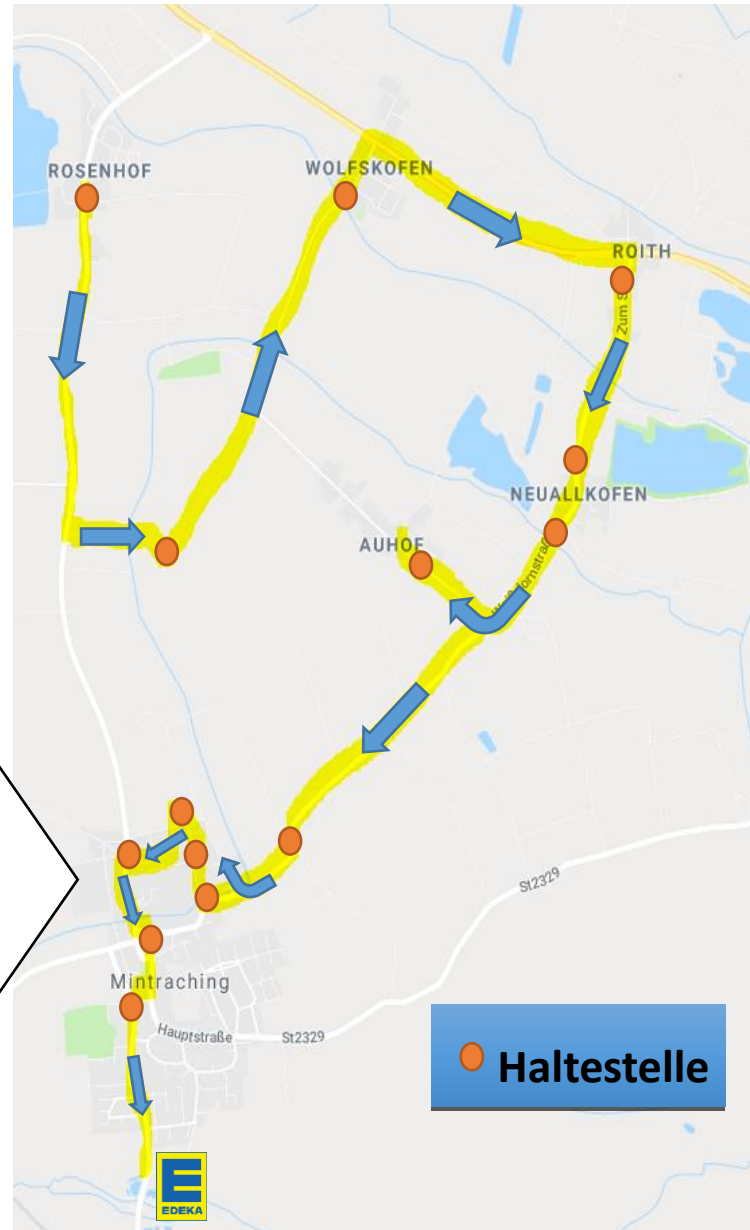 ROSENHOF
WOLFSKOFEN
ROITH
Zum S
NEUALLKOFEN
AUHOF
St2329
Mintraching
Hauptstraße
St2329
Haltestelle
E
EDEKA